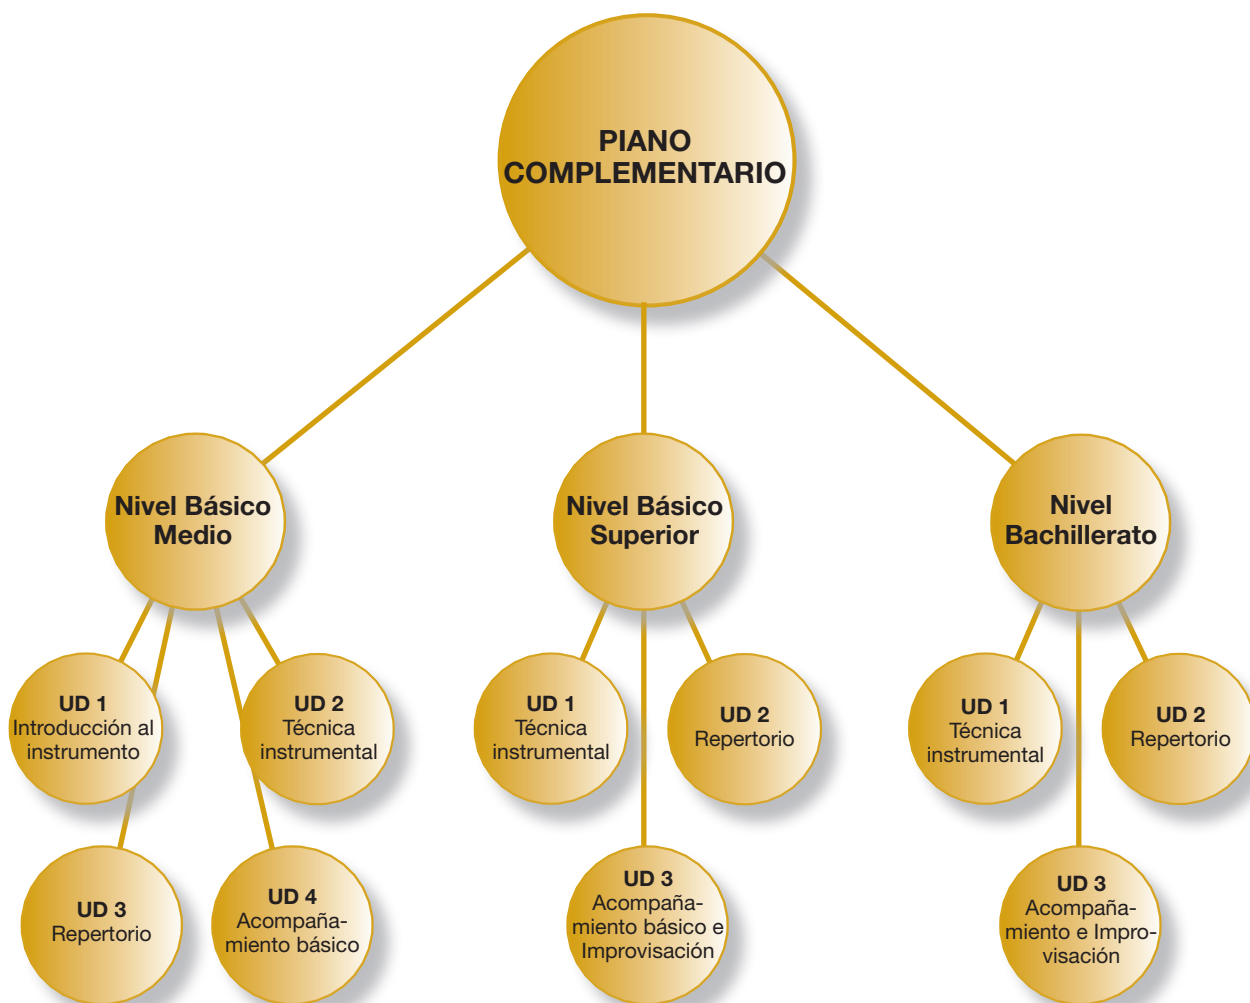 PIANO
COMPLEMENTARIO
Nivel Básico
Medio
Nivel Básico
Superior
Nivel
Bachillerato
UD 1
Introducción al
instrumento
UD 2
Técnica
instrumental
UD 1
Técnica
instrumental
UD 2
Repertorio
UD 1
Técnica
instrumental
UD 2
Repertorio
UD 3
Repertorio
UD 4
Acompaña-
miento básico
UD 3
Acompaña-
miento básico e
Improvisación
UD 3
Acompaña-
miento e Impro-
visación